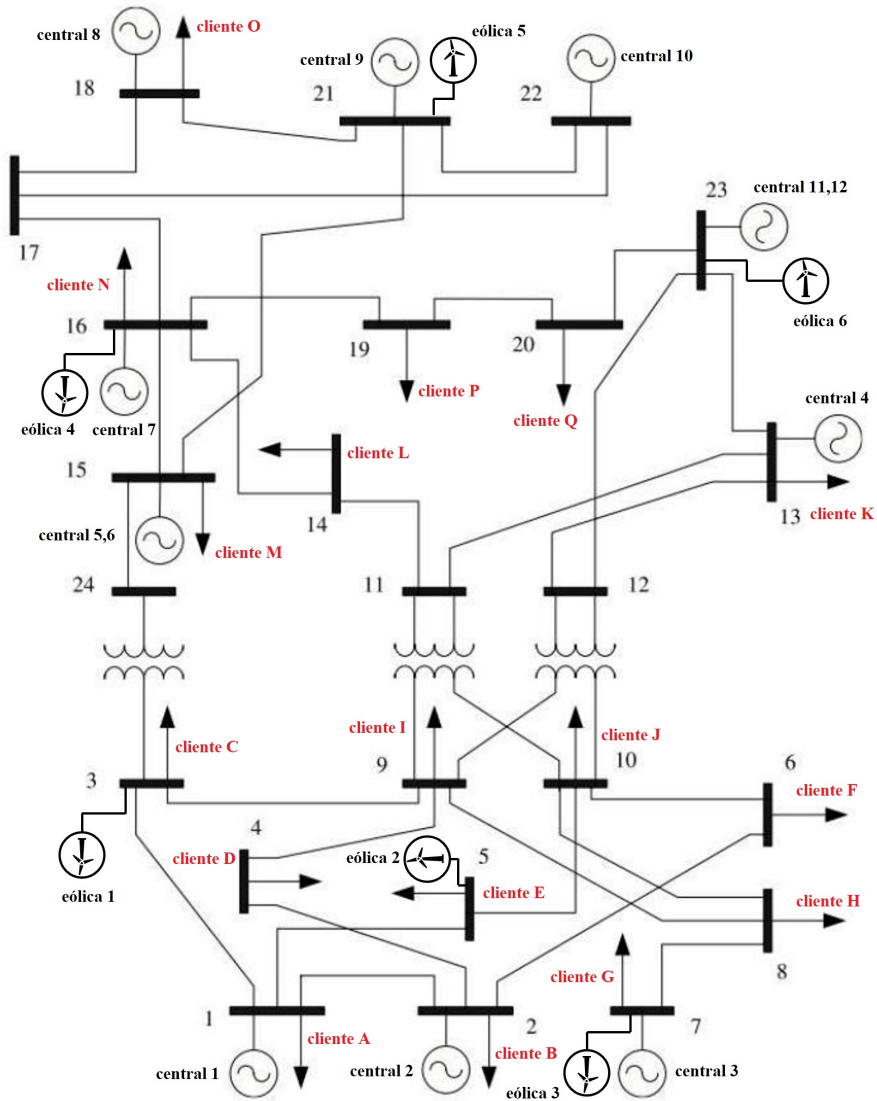 central 8
cliente O
18
central 9
eólica 5
21
22
central 10
17
23
central 11,12
eólica 6
cliente N
16
eólica 4
central 7
19
cliente P
20
cliente Q
central 4
13
cliente K
15
central 5,6
cliente M
cliente L
14
24
11
12
cliente C
3
eólica 1
cliente I
9
cliente J
10
6
cliente F
4
cliente D
eólica 2
5
cliente E
cliente H
8
cliente G
1
cliente A
central 1
2
central 2
cliente B
7
eólica 3
central 3